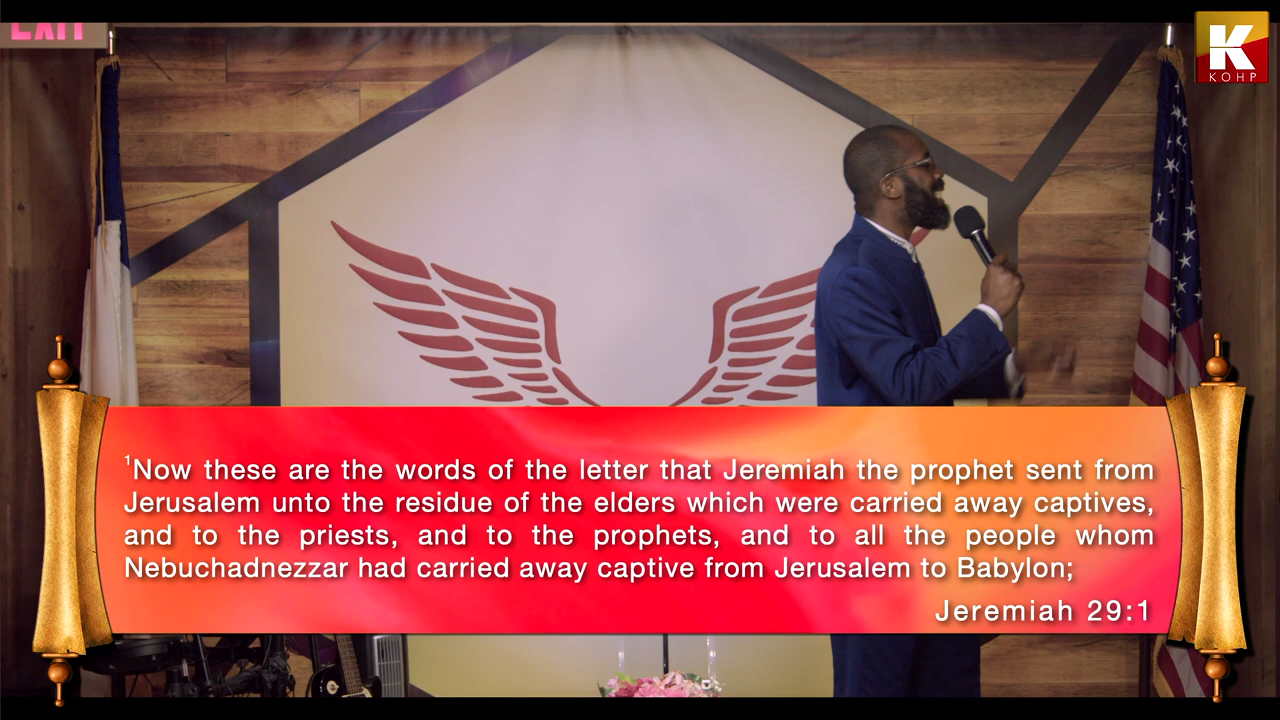 EXIT
K
KOHP
¹Now these are the words of the letter that Jeremiah the prophet sent from
Jerusalem unto the residue of the elders which were carried away captives,
and to the priests, and to the prophets, and to all the people whom
Nebuchadnezzar had carried away captive from Jerusalem to Babylon;
Jeremiah 29:1